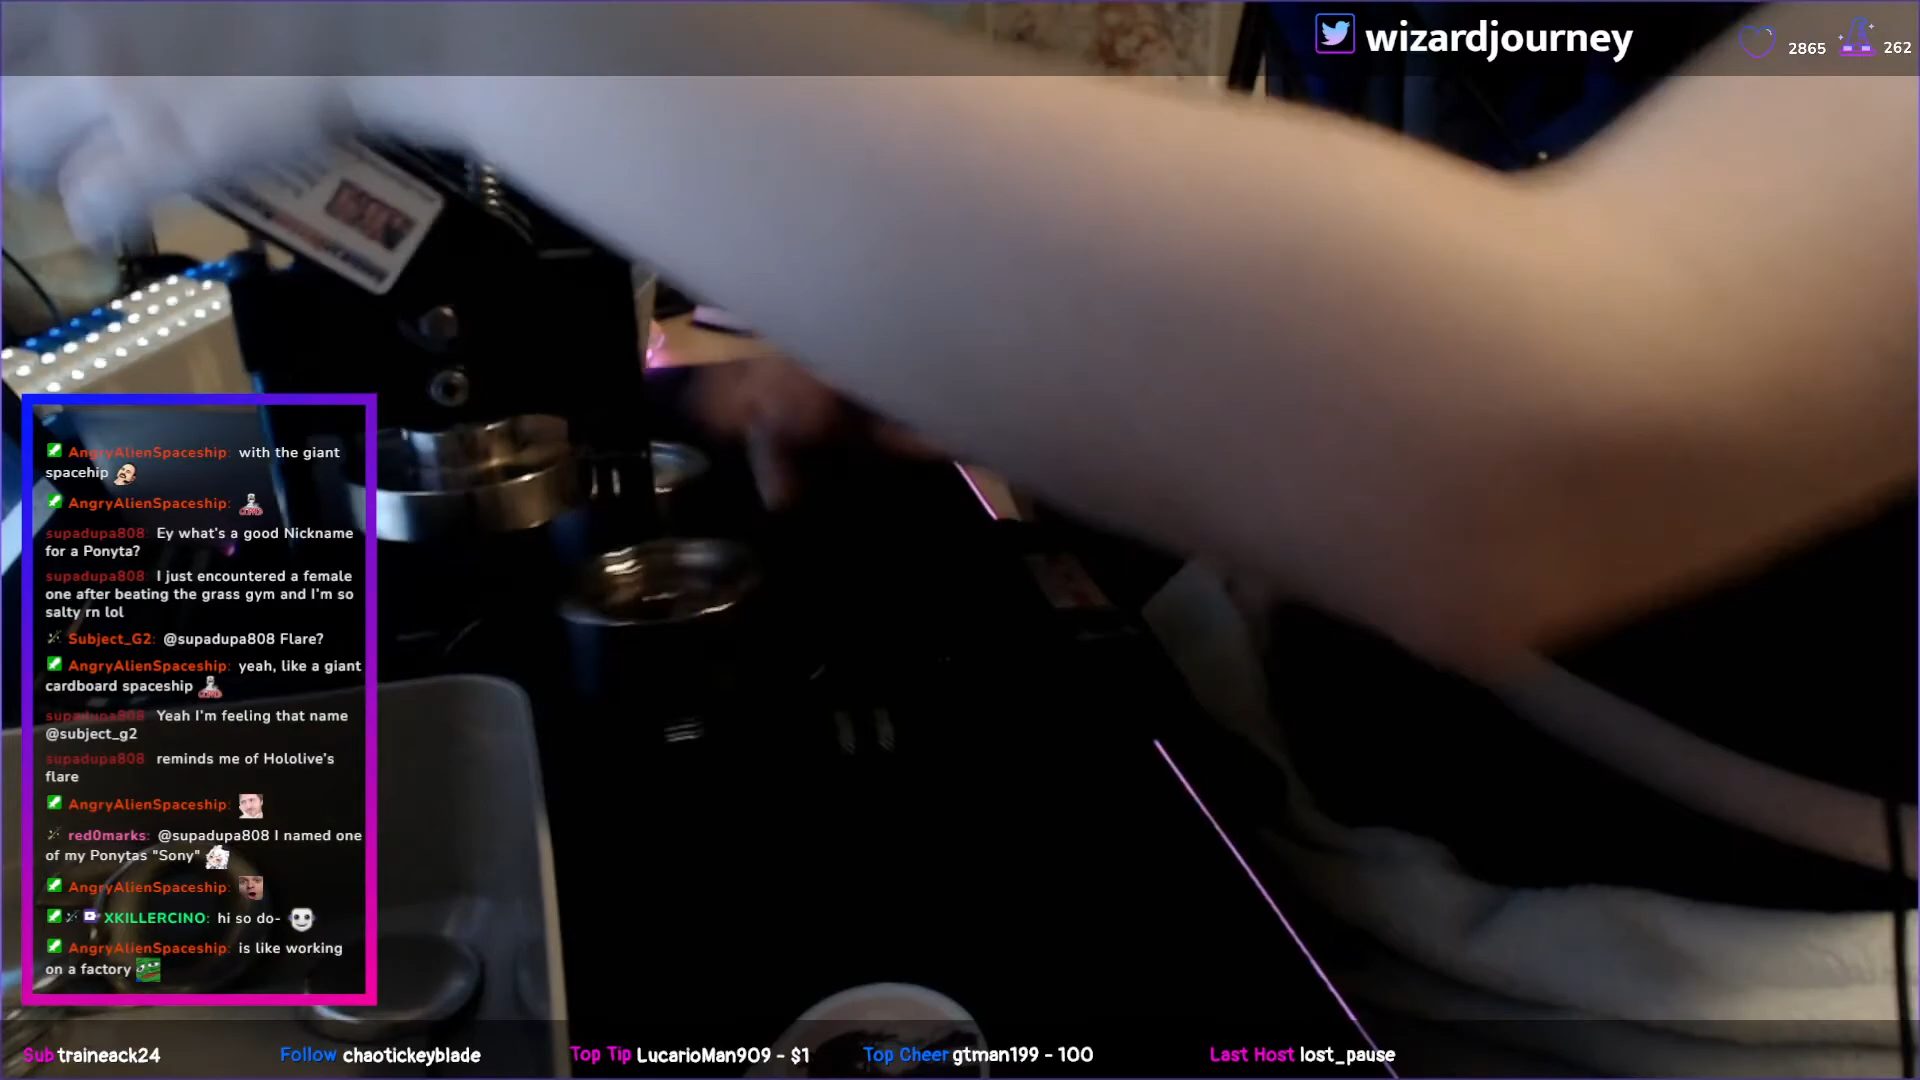 wizardjourney
2865
262
AngryAlienSpaceship: with the giant
spacehip
AngryAlienSpaceship:
supadupa808: Ey what's a good Nickname
for a Ponyta?
supadupa808: I just encountered a female
one after beating the grass gym and I'm so
salty rn lol
Subject_G2: @supadupa808 Flare?
AngryAlienSpaceship: yeah, like a giant
cardboard spaceship
supadupa808: Yeah I'm feeling that name
@subject_g2
supadupa808: reminds me of Hololive's
flare
AngryAlienSpaceship:
red0marks: @supadupa808 I named one
of my Ponytas "Sony"
AngryAlienSpaceship:
XKILLERCINO: hi so do-
AngryAlienSpaceship: is like working
on a factory
Sub traineack24
Follow chaotickeyblade
Top Tip LucarioMan909 - $1
Top Cheer gtman199 - 100
Last Host lost_pause